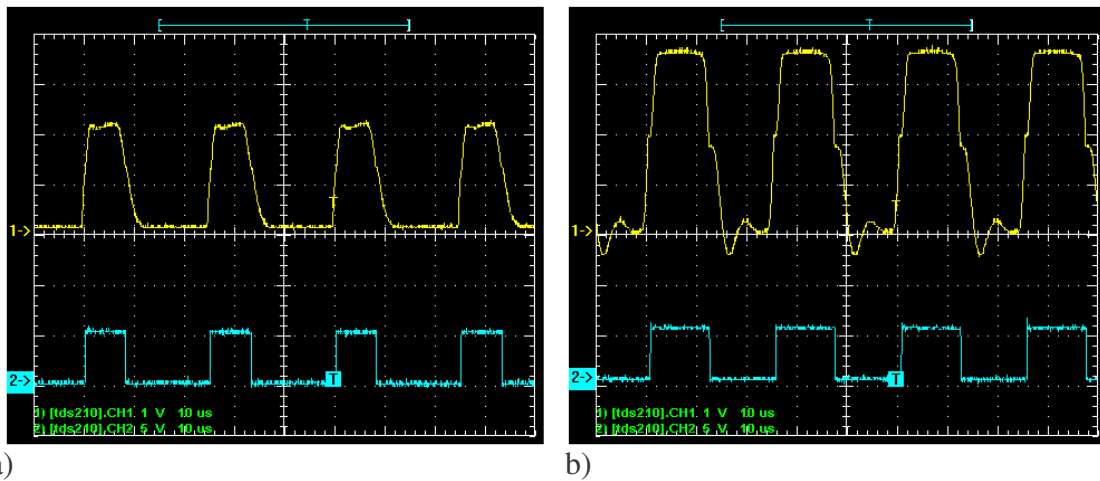 T
1->
T
2->
T
1) [tds210].CH1 1 V 10 us
2) [tds210].CH2 5 V 10 us
a)
T
1->
T
2->
T
1) [tds210].CH1 1 V 10 us
2) [tds210].CH2 5 V 10 us
b)